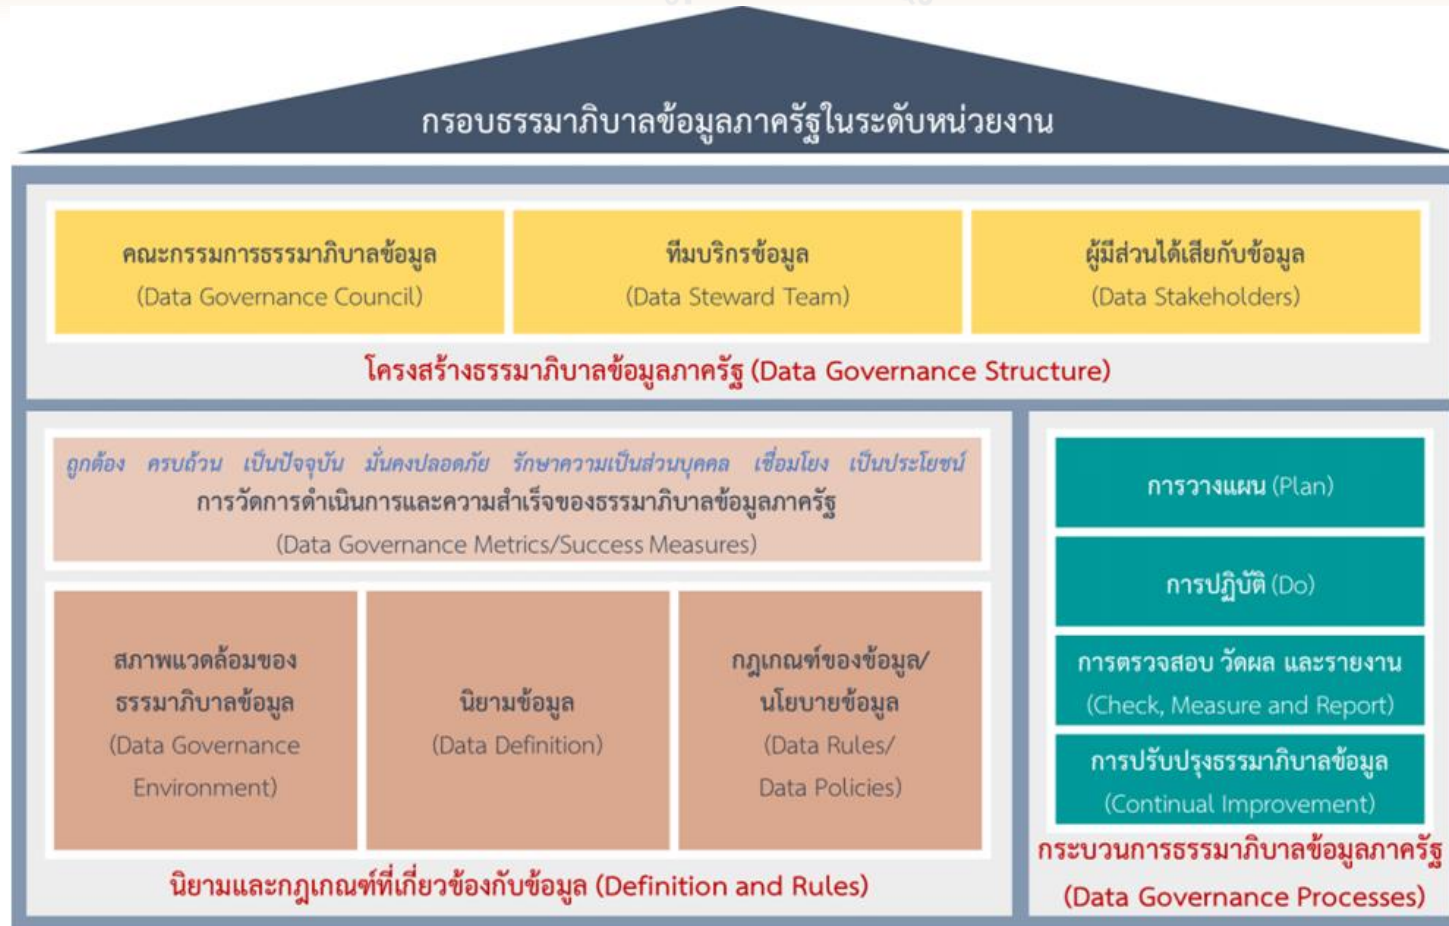 กรอบธรรมาภิบาลข้อมูลภาครัฐในระดับหน่วยงาน
คณะกรรมการธรรมาภิบาลข้อมูล
(Data Governance Council)
ทีมบริกรข้อมูล
(Data Steward Team)
ผู้มีส่วนได้เสียกับข้อมูล
(Data Stakeholders)
โครงสร้างธรรมาภิบาลข้อมูลภาครัฐ (Data Governance Structure)
ถูกต้อง ครบถ้วน เป็นปัจจุบัน มั่นคงปลอดภัย รักษาความเป็นส่วนบุคคล เชื่อมโยง เป็นประโยชน์
การวัดการดำเนินการและความสำเร็จของธรรมาภิบาลข้อมูลภาครัฐ
(Data Governance Metrics/Success Measures)
สภาพแวดล้อมของ
ธรรมาภิบาลข้อมูล
(Data Governance
Environment)
นิยามข้อมูล
(Data Definition)
กฎเกณฑ์ของข้อมูล/
นโยบายข้อมูล
(Data Rules/
Data Policies)
นิยามและกฎเกณฑ์ที่เกี่ยวข้องกับข้อมูล (Definition and Rules)
การวางแผน (Plan)
การปฏิบัติ (Do)
การตรวจสอบ วัดผล และรายงาน
(Check, Measure and Report)
การปรับปรุงธรรมาภิบาลข้อมูล
(Continual Improvement)
กระบวนการธรรมาภิบาลข้อมูลภาครัฐ
(Data Governance Processes)